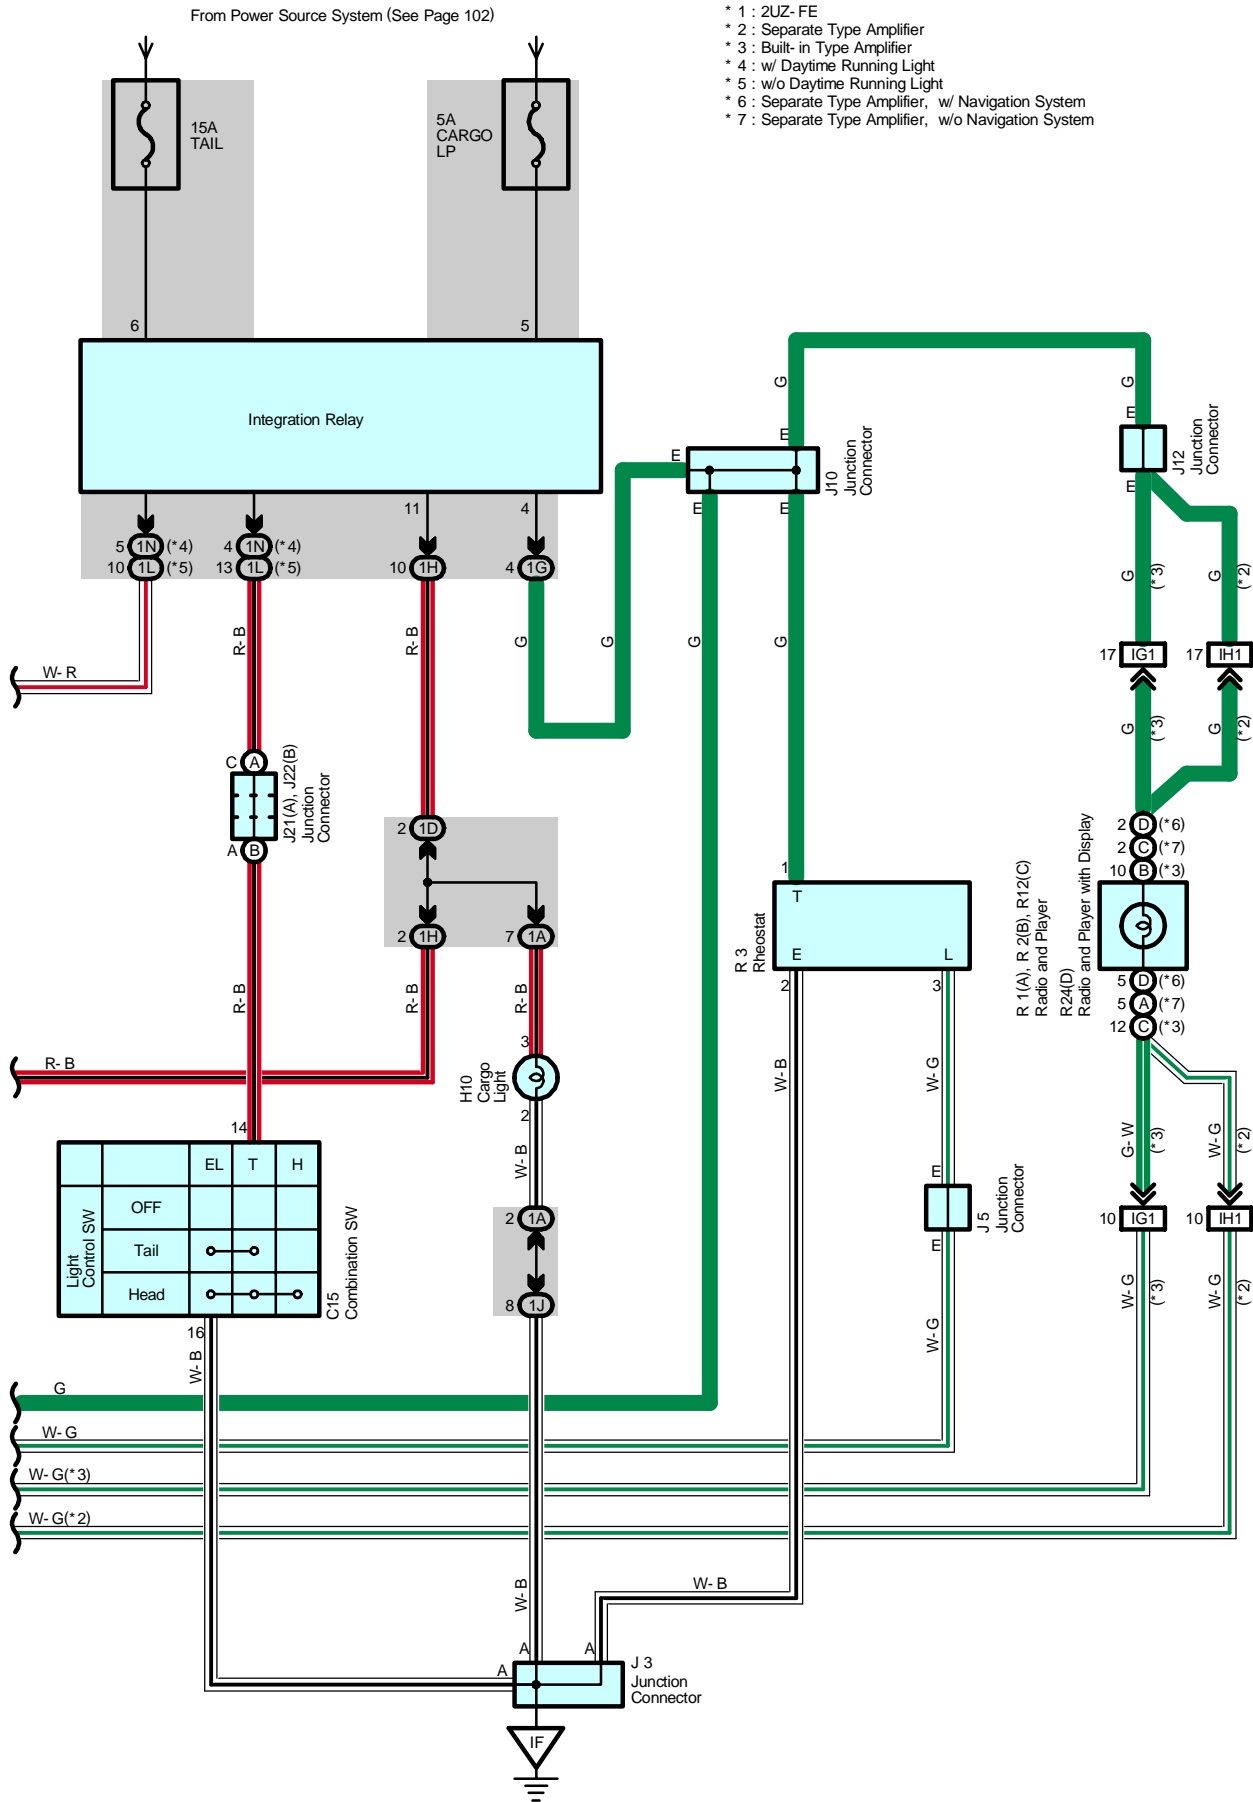 From Power Source System (See Page 102)
* 1 : 2UZ- FE
* 2 : Separate Type Amplifier
* 3 : Built- in Type Amplifier
* 4 : w/ Daytime Running Light
* 5 : w/o Daytime Running Light
* 6 : Separate Type Amplifier, w/ Navigation System
* 7 : Separate Type Amplifier, w/o Navigation System
15A
TAIL
5A
CARGO
LP
6
5
Integration Relay
11
4
5 1N (* 4)
4 1N (* 4)
10 1L (* 5)
13 1L (* 5)
10 1H
4 1G
W- R
R- B
R- B
G
G
G
G
G
G
E
E
E
E
J10
Junction
Connector
E
E
J12
Junction
Connector
G
(* 3)
G
(* 2)
17 IG1
17 IH1
G
(* 3)
G
(* 2)
C A
A B
J21(A), J22(B)
Junction
Connector
2 1D
2 1H
7 1A
R- B
R- B
R- B
3
H10
Cargo
Light
2
W- B
2 1A
8 1J
1
T
E
L
R 3
Rheostat
2
3
W- B
W- G
E
E
J 5
Junction
Connector
W- G
2 D (* 6)
2 C (* 7)
10 B (* 3)
R 1(A), R 2(B), R12(C)
Radio and Player
R24(D)
Radio and Player with Display
5 D (* 6)
5 A (* 7)
12 C (* 3)
G- W
(* 3)
W- G
(* 2)
10 IG1
10 IH1
W- G
(* 3)
W- G
(* 2)
14
EL
T
H
Light
Control SW
OFF
Tail
Head
C15
Combination SW
16
W- B
G
W- G
W- G(* 3)
W- G(* 2)
W- B
W- B
A
A
A
J 3
Junction
Connector
IF